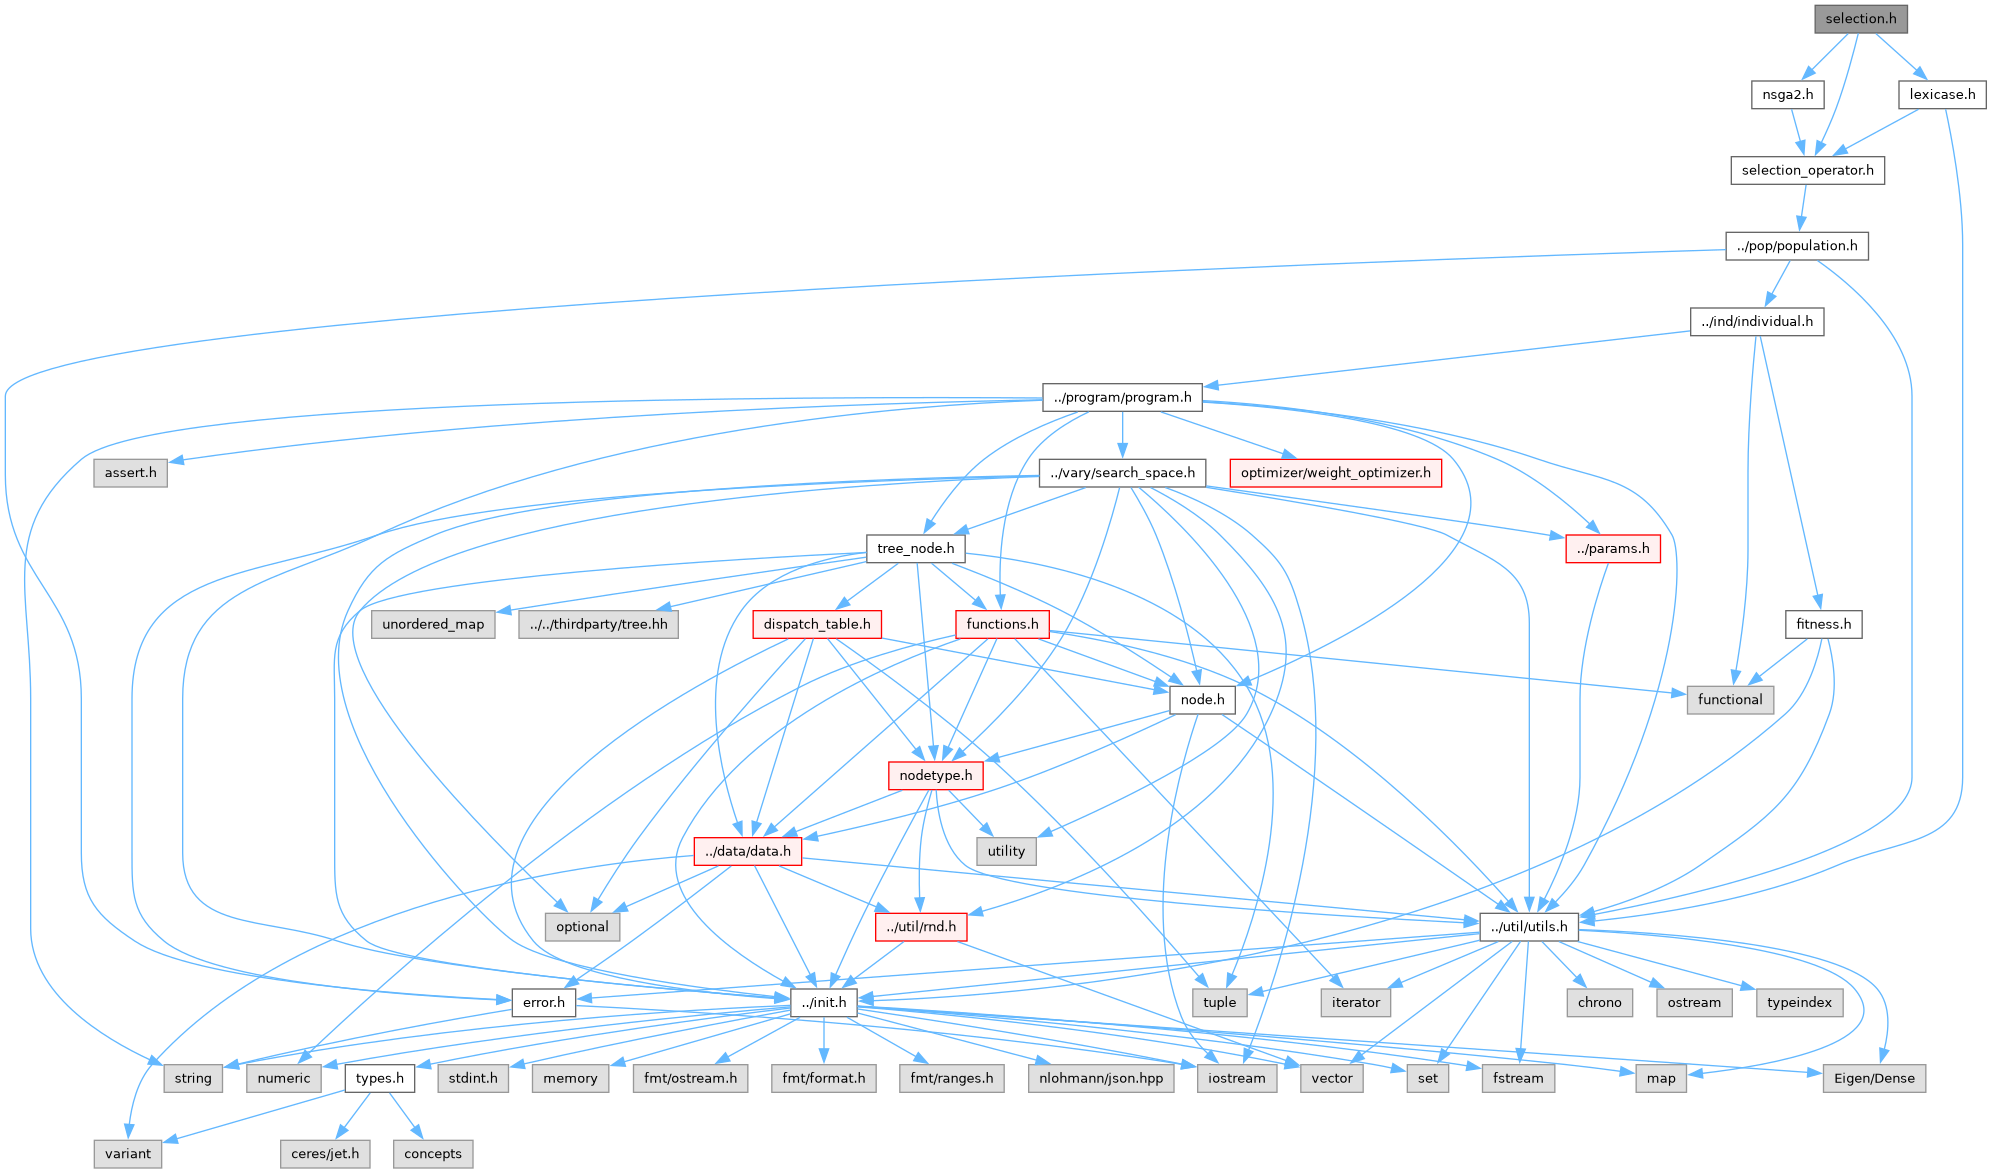 selection.h
nsga2.h
lexicase.h
selection_operator.h
../pop/population.h
../ind/individual.h
../program/program.h
assert.h
../vary/search_space.h
optimizer/weight_optimizer.h
tree_node.h
../params.h
unordered_map
../../thirdparty/tree.hh
dispatch_table.h
functions.h
fitness.h
node.h
functional
nodetype.h
../data/data.h
utility
optional
../util/rnd.h
../util/utils.h
error.h
../init.h
tuple
iterator
chrono
ostream
typeindex
string
numeric
types.h
stdint.h
memory
fmt/ostream.h
fmt/format.h
fmt/ranges.h
nlohmann/json.hpp
iostream
vector
set
fstream
map
Eigen/Dense
variant
ceres/jet.h
concepts